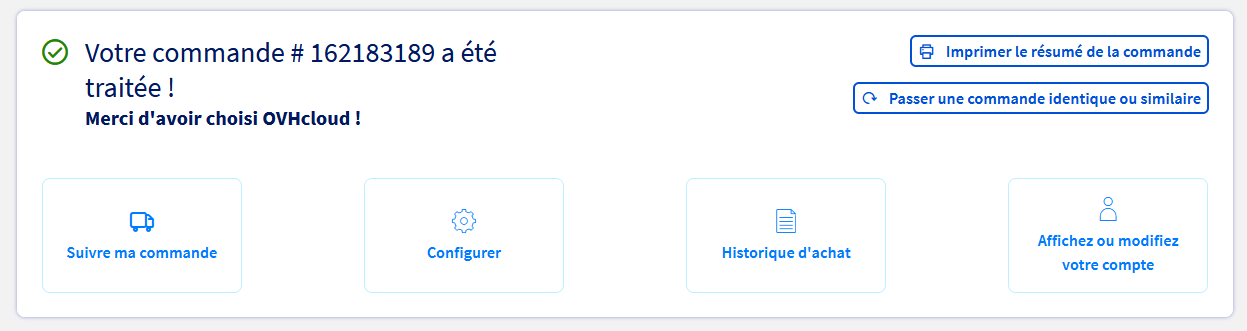 Votre commande # 162183189 a été
traitée !
Merci d'avoir choisi OVHcloud !
Imprimer le résumé de la commande
Passer une commande identique ou similaire
Suivre ma commande
Configurer
Historique d'achat
Affichez ou modifiez
votre compte